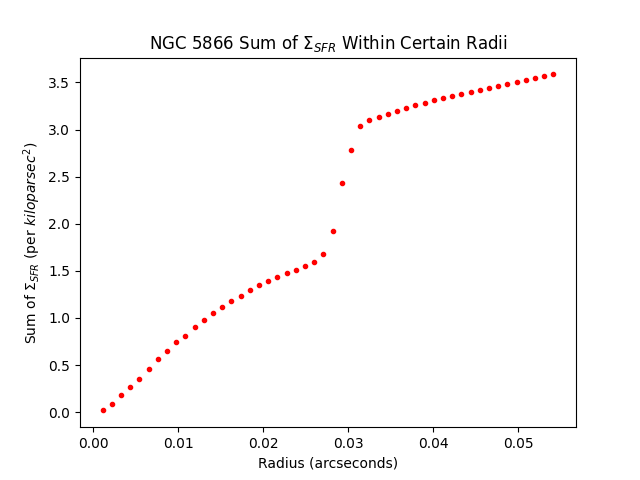 NGC 5866 Sum of Σ_SFR Within Certain Radii
Sum of Σ_SFR (per kiloparsec²)
3.5
3.0
2.5
2.0
1.5
1.0
0.5
0.0
0.00 0.01 0.02 0.03 0.04 0.05
Radius (arcseconds)